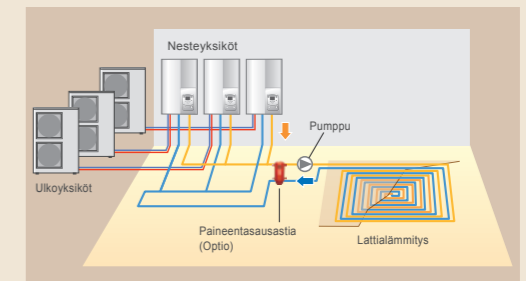 Nesteyksiköt
Pumppu
Ulkoyksiköt
Paineentasausastia
(Optio)
Lattialämmitys